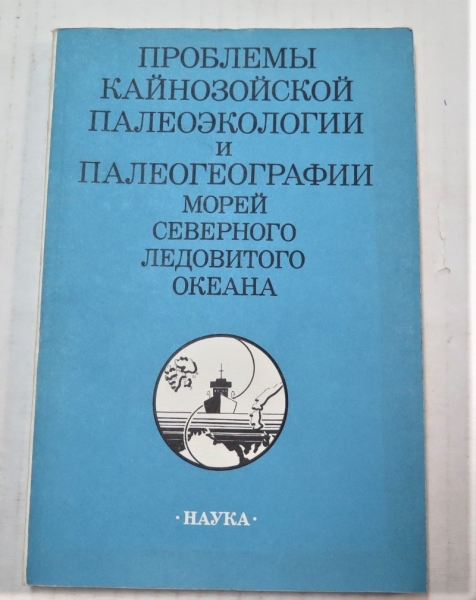 ПРОБЛЕМЫ
КАЙНОЗОЙСКОЙ
ПАЛЕОЭКОЛОГИИ
И
ПАЛЕОГЕОГРАФИИ
МОРЕЙ
СЕВЕРНОГО
ЛЕДОВИТОГО
ОКЕАНА
· НАУКА ·